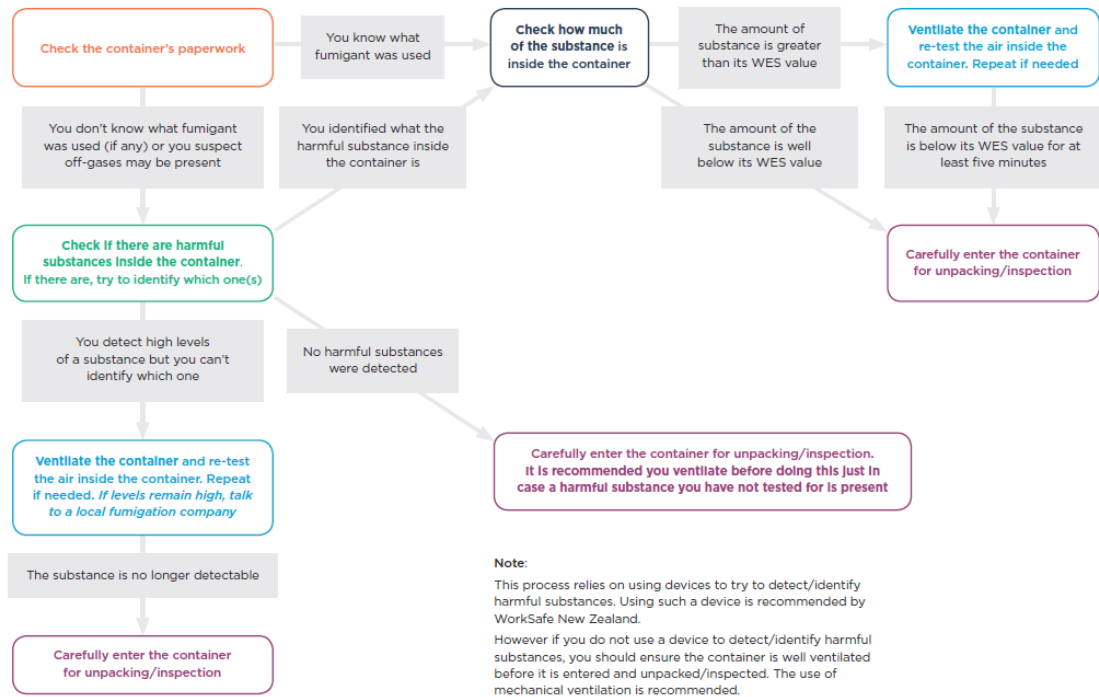 Check the container's paperwork
You know what
fumigant was used
Check how much
of the substance is
inside the container
The amount of
substance is greater
than its WES value
Ventilate the container and
re-test the air inside the
container. Repeat if needed
You don't know what fumigant
was used (if any) or you suspect
off-gases may be present
You identified what the
harmful substance inside
the container is
The amount of the
substance is well
below its WES value
The amount of the substance
is below its WES value for at
least five minutes
Check if there are harmful
substances inside the container.
If there are, try to identify which one(s)
Carefully enter the container
for unpacking/inspection
You detect high levels
of a substance but you can't
identify which one
No harmful substances
were detected
Ventilate the container and re-test
the air inside the container. Repeat
if needed. If levels remain high, talk
to a local fumigation company
Carefully enter the container for unpacking/inspection.
It is recommended you ventilate before doing this just in
case a harmful substance you have not tested for is present
The substance is no longer detectable
Carefully enter the container
for unpacking/inspection
Note:
This process relies on using devices to try to detect/identify
harmful substances. Using such a device is recommended by
WorkSafe New Zealand.
However if you do not use a device to detect/identify harmful
substances, you should ensure the container is well ventilated
before it is entered and unpacked/inspected. The use of
mechanical ventilation is recommended.